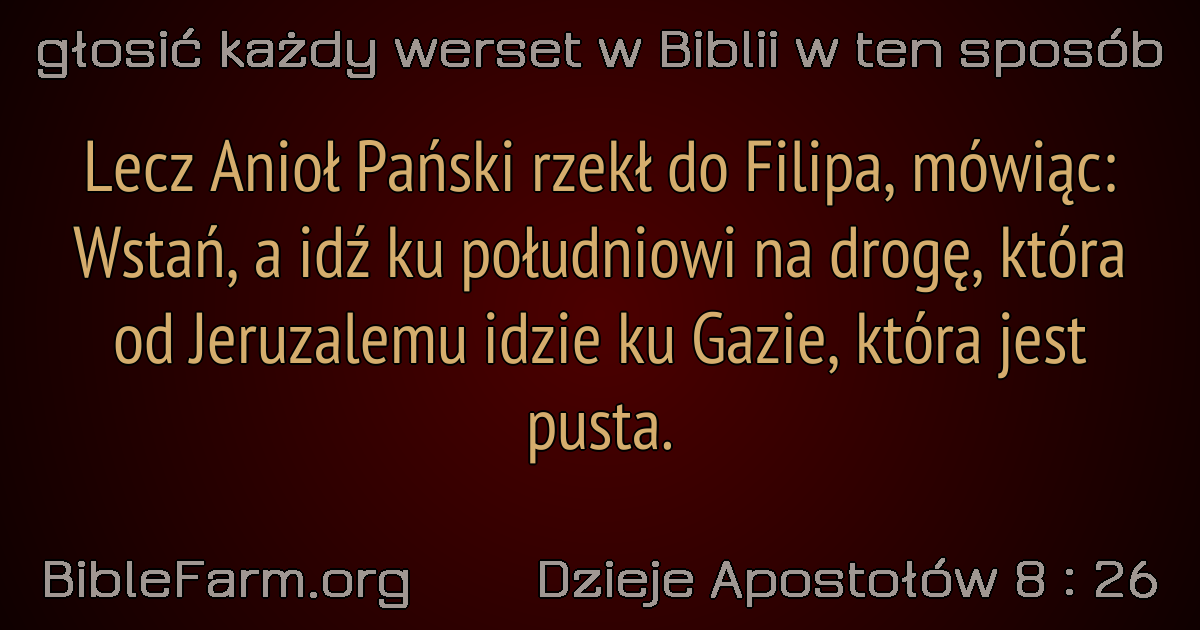 głosić każdy werset w Biblii w ten sposób
Lecz Anioł Pański rzekł do Filipa, mówiąc:
Wstań, a idź ku południowi na drogę, która
od Jeruzalemu idzie ku Gazie, która jest
pusta.
BibleFarm.org
Dzieje Apostołów 8 : 26